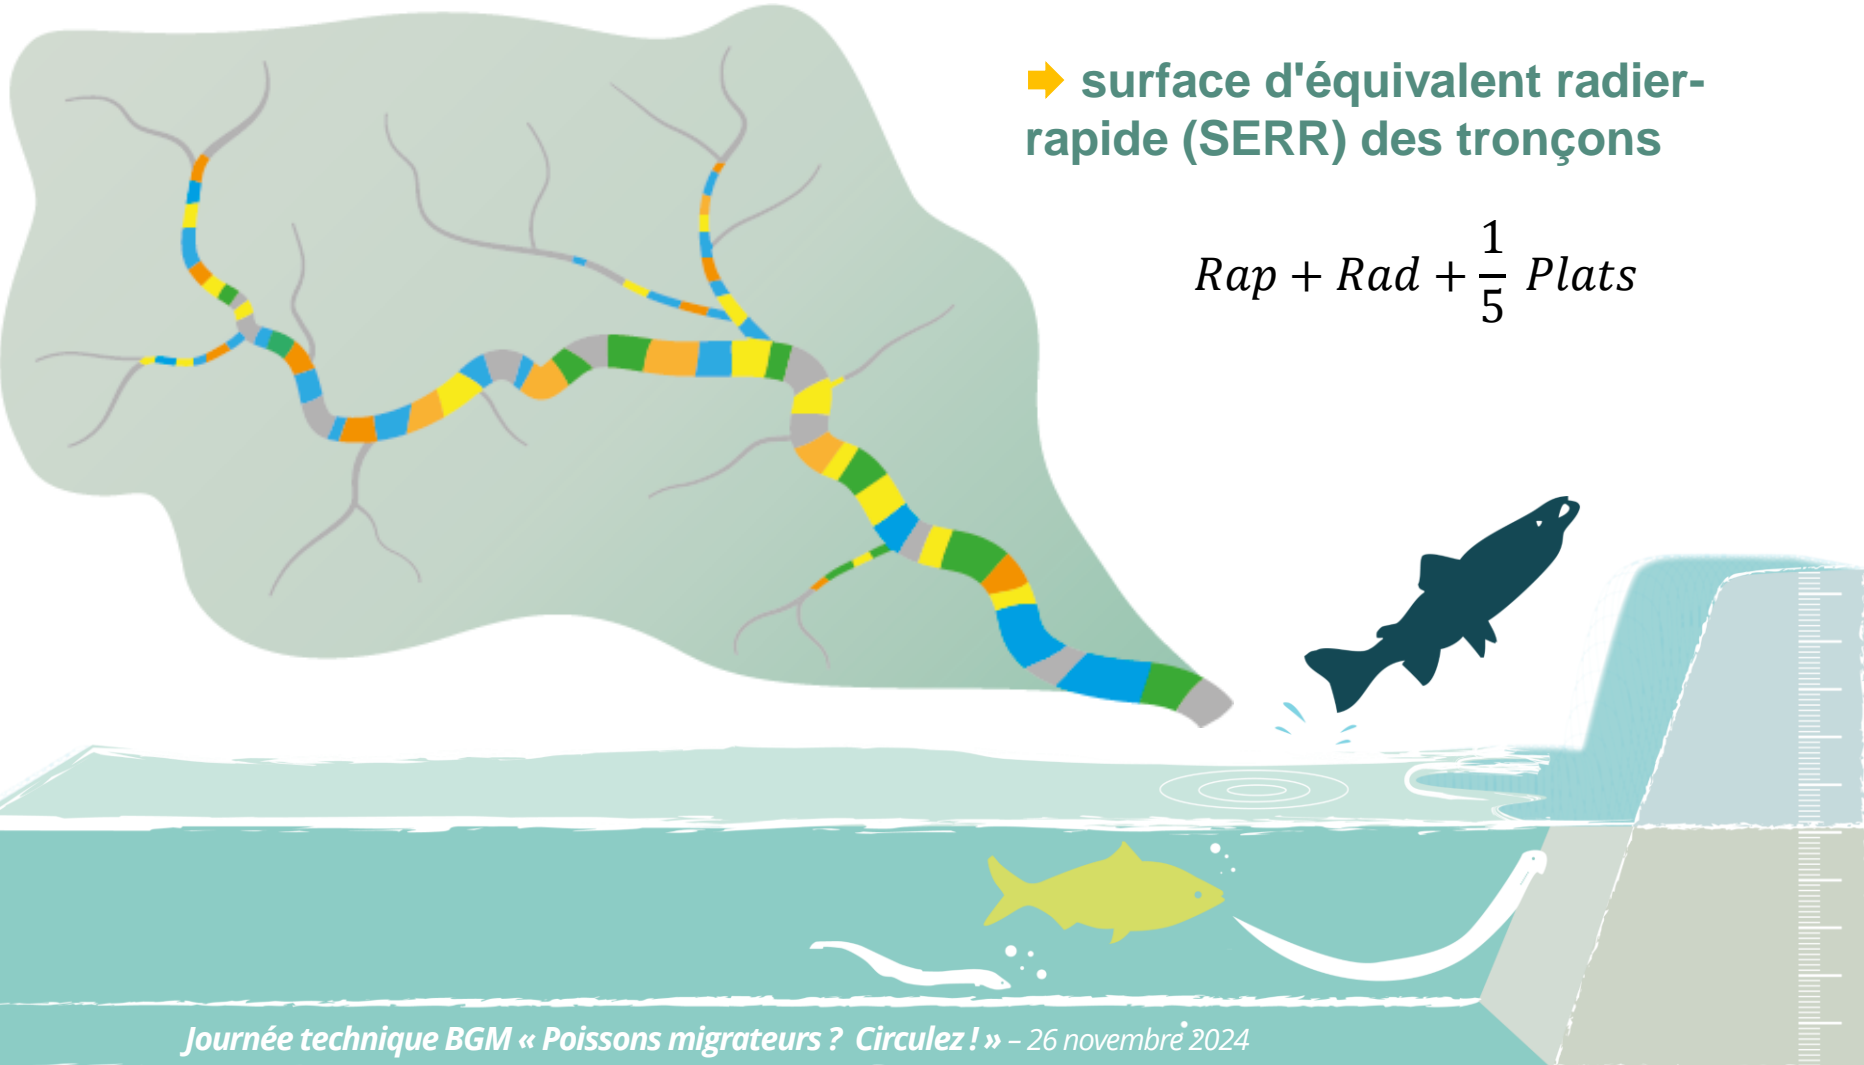 surface d'équivalent radier-
rapide (SERR) des tronçons
Rap + Rad + 1/5 Plats
Journée technique BGM « Poissons migrateurs ? Circulez ! » – 26 novembre 2024